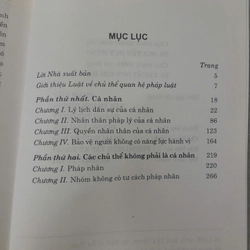 MỤC LỤC
Trang
Lời Nhà xuất bản 5
Giới thiệu Luật về chủ thể quan hệ pháp luật 7
Phần thứ nhất. Cá nhân 18
Chương I. Lý lịch dân sự của cá nhân 22
Chương II. Nhân thân pháp lý của cá nhân 86
Chương III. Quyền nhân thân của cá nhân 123
Chương IV. Bảo vệ người không có năng lực hành vi 165
Phần thứ hai. Các chủ thể không phải là cá nhân 219
Chương I. Pháp nhân 220
Chương II. Nhóm không có tư cách pháp nhân 266